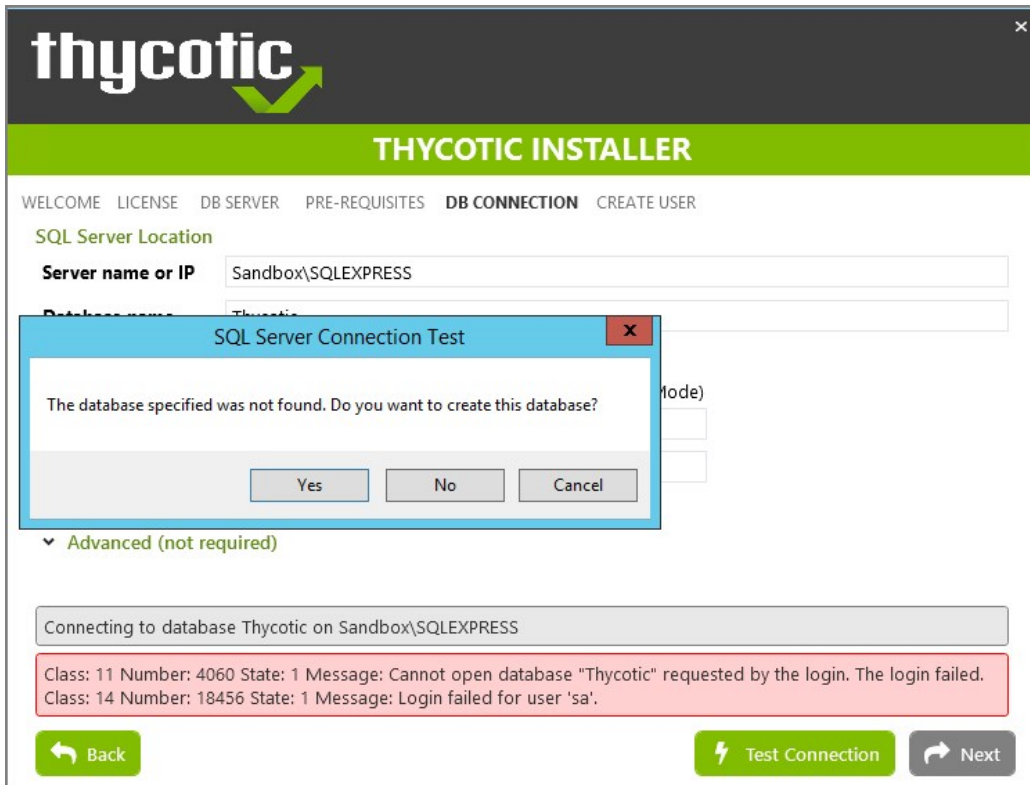 thycotic
×
THYCOTIC INSTALLER
WELCOME LICENSE DB SERVER PRE-REQUISITES DB CONNECTION CREATE USER
SQL Server Location
Server name or IP Sandbox\SQLEXPRESS
Database name Thycotic
SQL Server Connection Test x
Mode)
The database specified was not found. Do you want to create this database?
Yes No Cancel
Advanced (not required)
Connecting to database Thycotic on Sandbox\SQLEXPRESS
Class: 11 Number: 4060 State: 1 Message: Cannot open database "Thycotic" requested by the login. The login failed.
Class: 14 Number: 18456 State: 1 Message: Login failed for user 'sa'.
Back Test Connection Next